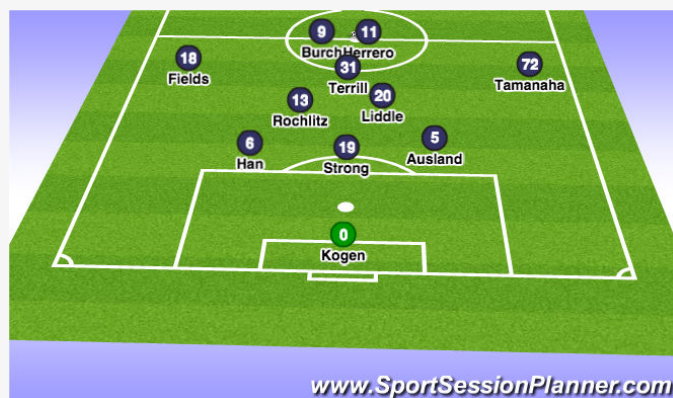 9 11
BurchHerrero
18
Fields
31
Terrill
72
Tamanaha
13
Rochlitz
20
Liddle
6
Han
19
Strong
5
Ausland
0
Kogen
www.SportSessionPlanner.com